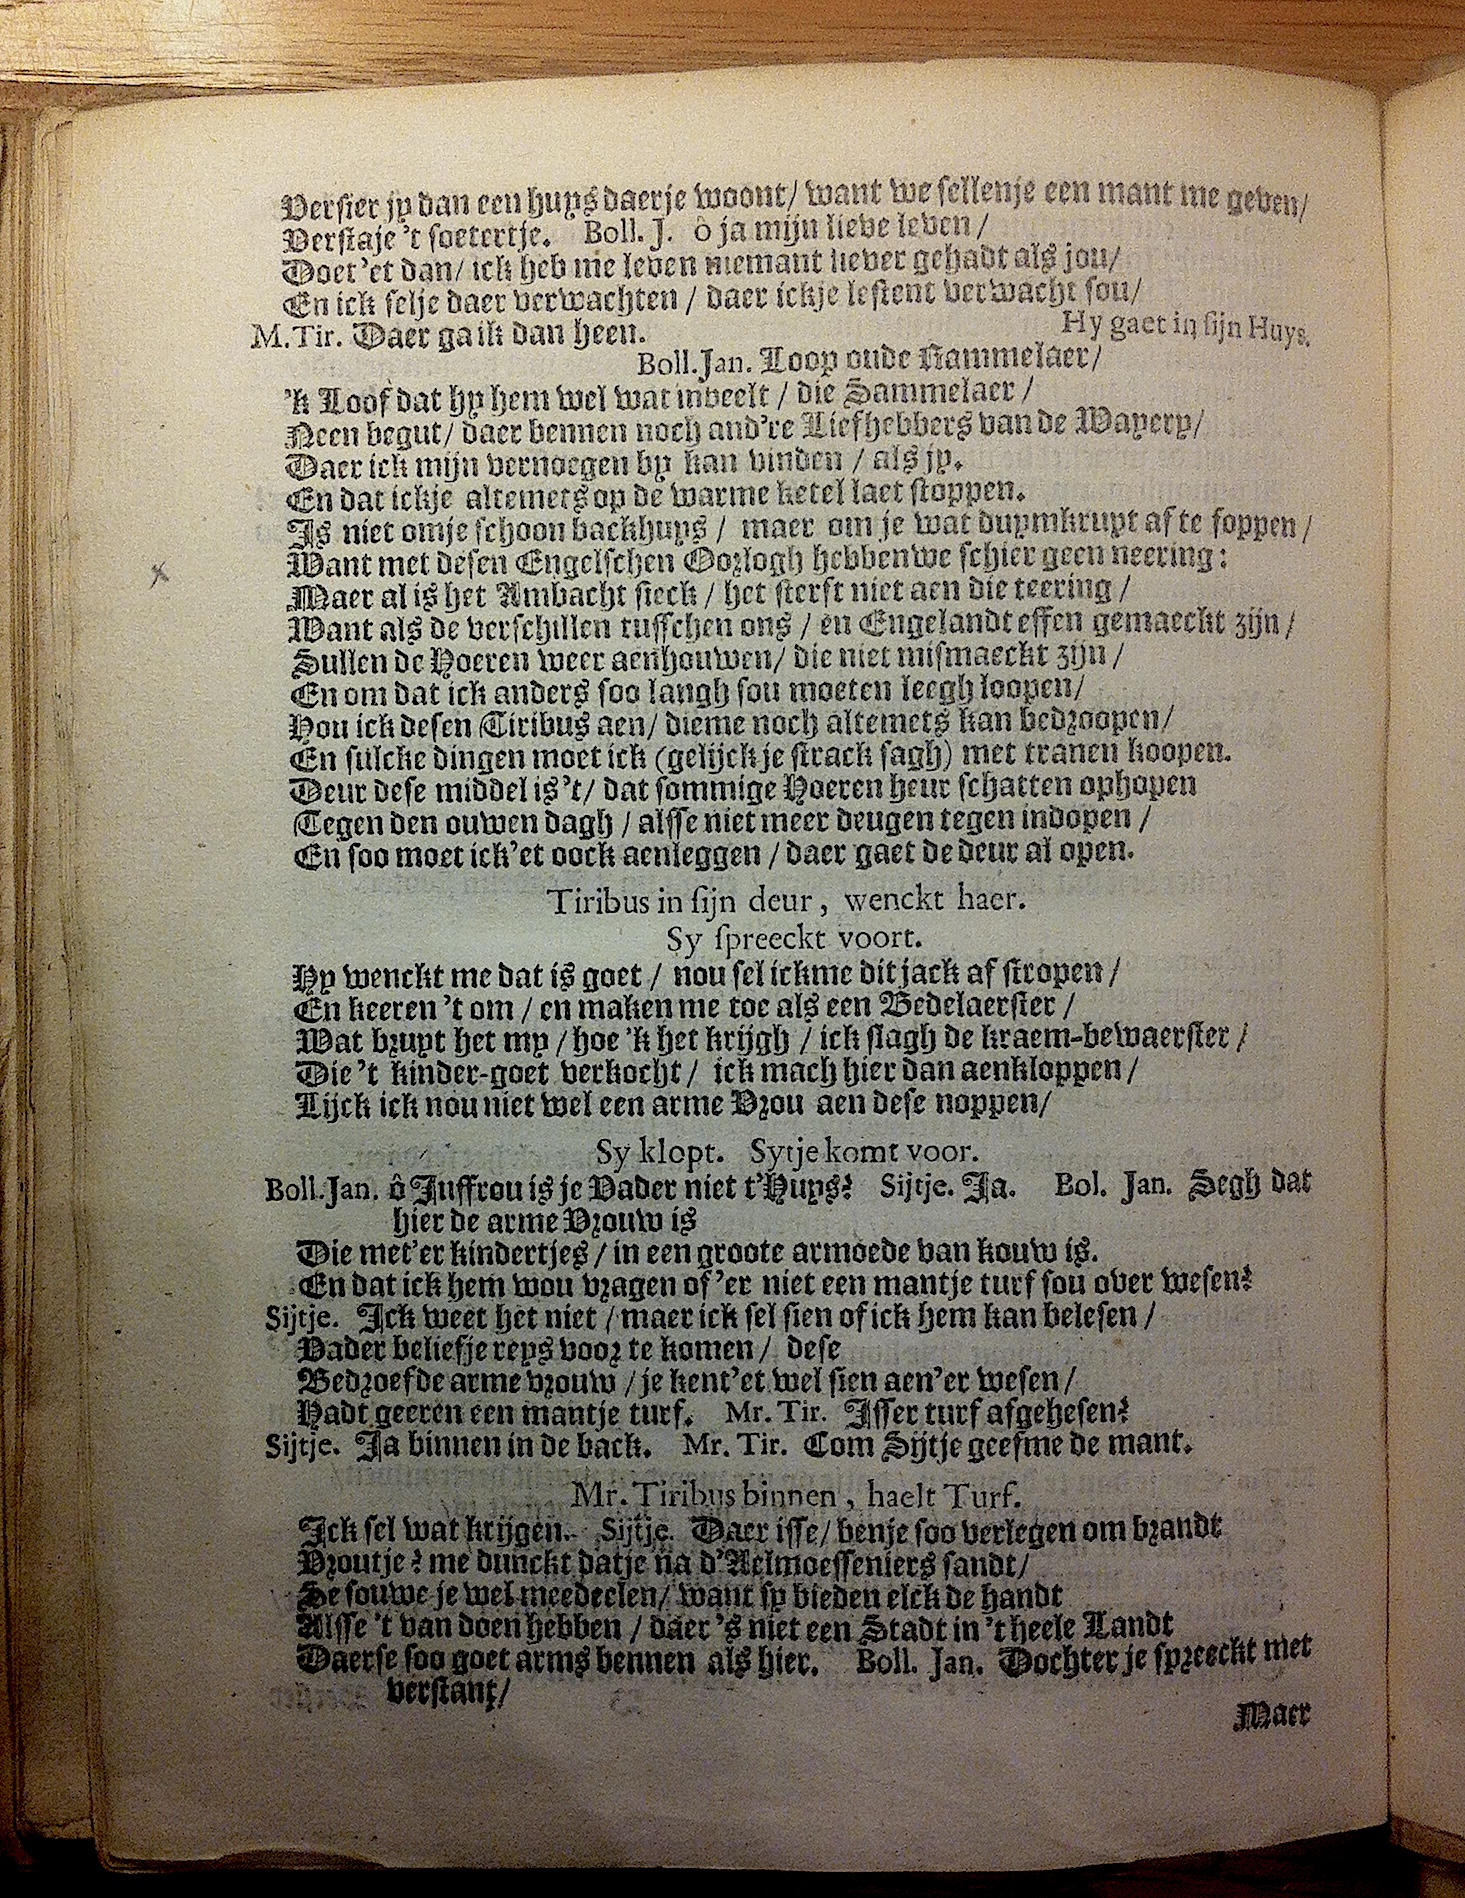 Versier jy dan een huys daerje woont/ want we sellenje een mant me geven/
Verstaje 't soetertje. Boll. J. ô ja mijn lieve leven/
Doet'et dan/ ick heb me leven niemant liever gehadt als jou/
En ick selje daer verwachten / daer ickje lestent verwacht sou/
M. Tir. Daer ga ik dan heen. Hy gaet in sijn Huys.
Boll. Jan. Loop oude Rammelaer/
'k Loof dat hy hem wel wat inbeelt / die Sammelaer /
Neen begut/ daer bennen noch and're Liefhebbers van de Wayery/
Daer ick mijn vernoegen by kan vinden / als jy.
En dat ickje altemets op de warme ketel laet stoppen.
Is niet omje schoon backhuys / maer om je wat duymkruyt af te foppen /
Want met desen Engelschen Oorlogh hebbenwe schier geen neering:
Maer al is het Ambacht sieck / het sterft niet aen die teering /
Want als de verschillen tusschen ons / en Engelandt effen gemaeckt zijn /
Sullen de Hoeren weer aenhouwen/ die niet mismaeckt zijn /
En om dat ick anders soo langh sou moeten leegh loopen/
Hou ick desen Tiribus aen/ dieme noch altemets kan bedroopen/
En sulcke dingen moet ick (gelijck je strack sagh) met tranen koopen.
Deur dese middel is 't/ dat sommige Hoeren heur schatten ophopen
Tegen den ouwen dagh / alsse niet meer deugen tegen indopen /
En soo moet ick'et oock aenleggen / daer gaet de deur al open.
Tiribus in sijn deur, wenckt haer.
Sy spreeckt voort.
Hy wenckt me dat is goet / nou sel ickme dit jack af stropen /
En keeren 't om / en maken me toe als een Bedelaerster /
Wat bruyt het my / hoe 'k het krijgh / ick slagh de kraem-bewaerster /
Die 't kinder-goet verkocht / ick mach hier dan aenkloppen /
Lijck ick nou niet wel een arme Vrou aen dese noppen/
Sy klopt. Sytje komt voor.
Boll. Jan. ô Juffrou is je Vader niet t'Huys? Sijtje. Ja. Bol. Jan. Segh dat
hier de arme Vrouw is
Die met'er kindertjes / in een groote armoede van kouw is.
En dat ick hem wou vragen of'er niet een mantje turf sou over wesen?
Sijtje. Ick weet het niet / maer ick sel sien of ick hem kan belesen /
Vader beliefje reys voor te komen / dese
Bedroefde arme vrouw / je kent'et wel sien aen'er wesen /
Hadt geeren een mantje turf. Mr. Tir. Isser turf afgehesen?
Sijtje. Ja binnen in de back. Mr. Tir. Com Sijtje geefme de mant.
Mr. Tiribus binnen, haelt Turf.
Ick sel wat krijgen. Sijtje. Daer isse/ benje soo verlegen om brandt
Vroutje? me dunckt datje na d'Aelmoesseniers sandt/
Se souwe je wel meedeelen/ want sy bieden elck de handt
Alsse 't van doen hebben / daer 's niet een Stadt in 't heele Landt
Daerse soo goet arms bennen als hier. Boll. Jan. Dochter je spreeckt met
verstant/
Maer